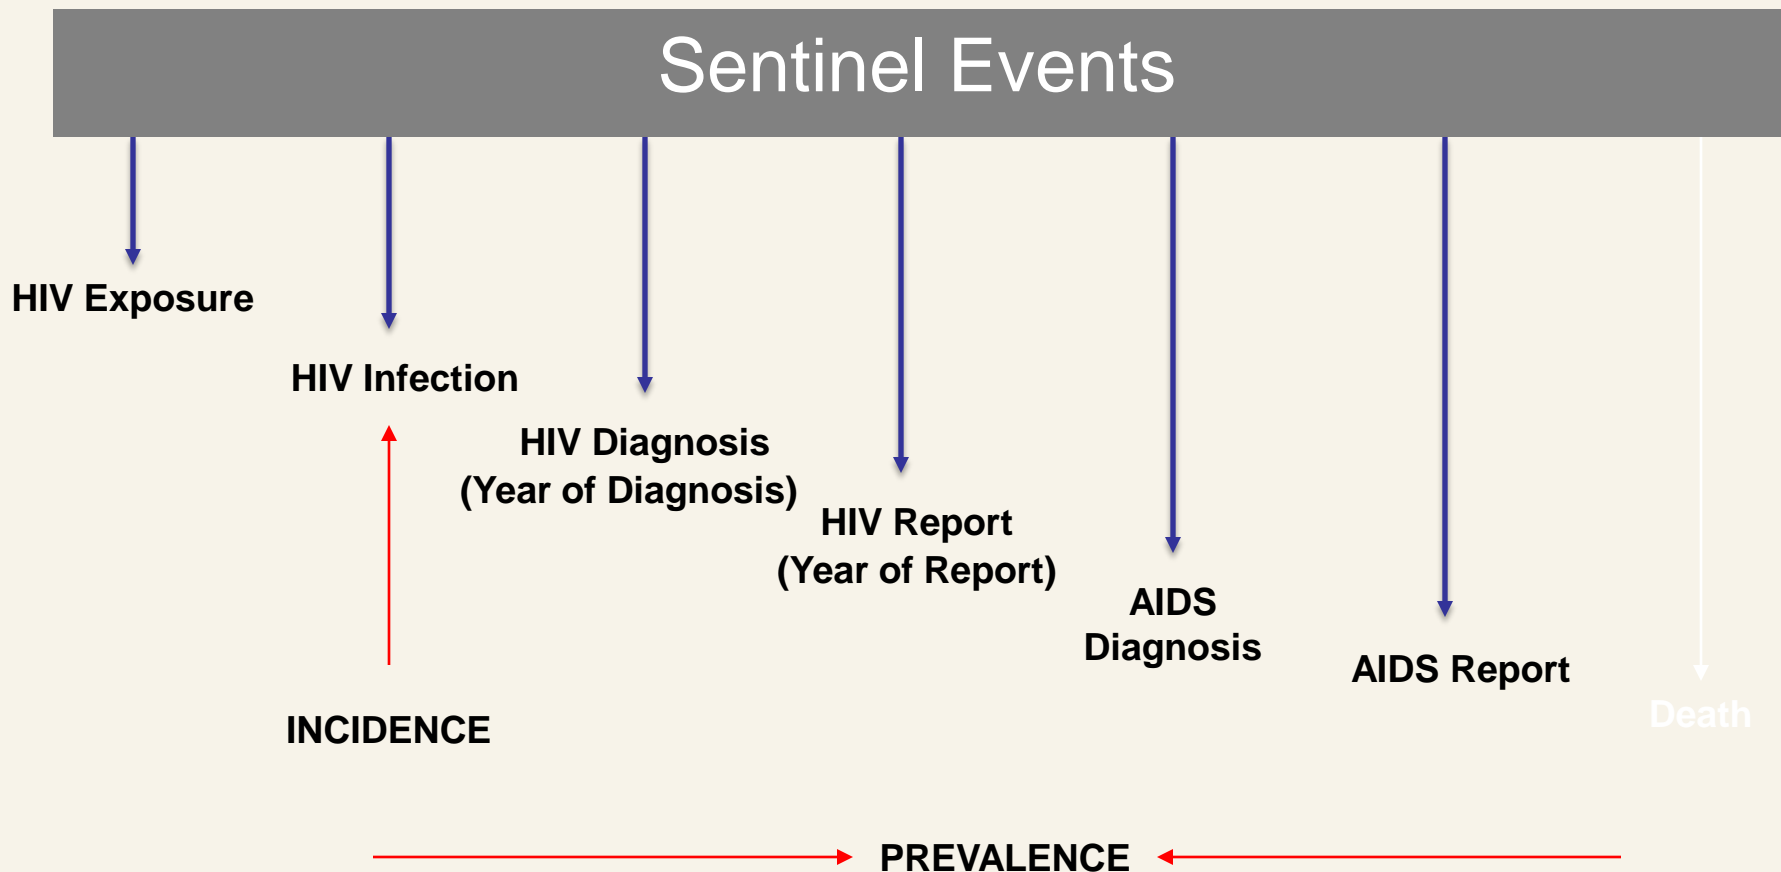 Sentinel Events
HIV Exposure
HIV Infection
HIV Diagnosis
(Year of Diagnosis)
HIV Report
(Year of Report)
AIDS
Diagnosis
AIDS Report
Death
INCIDENCE
PREVALENCE